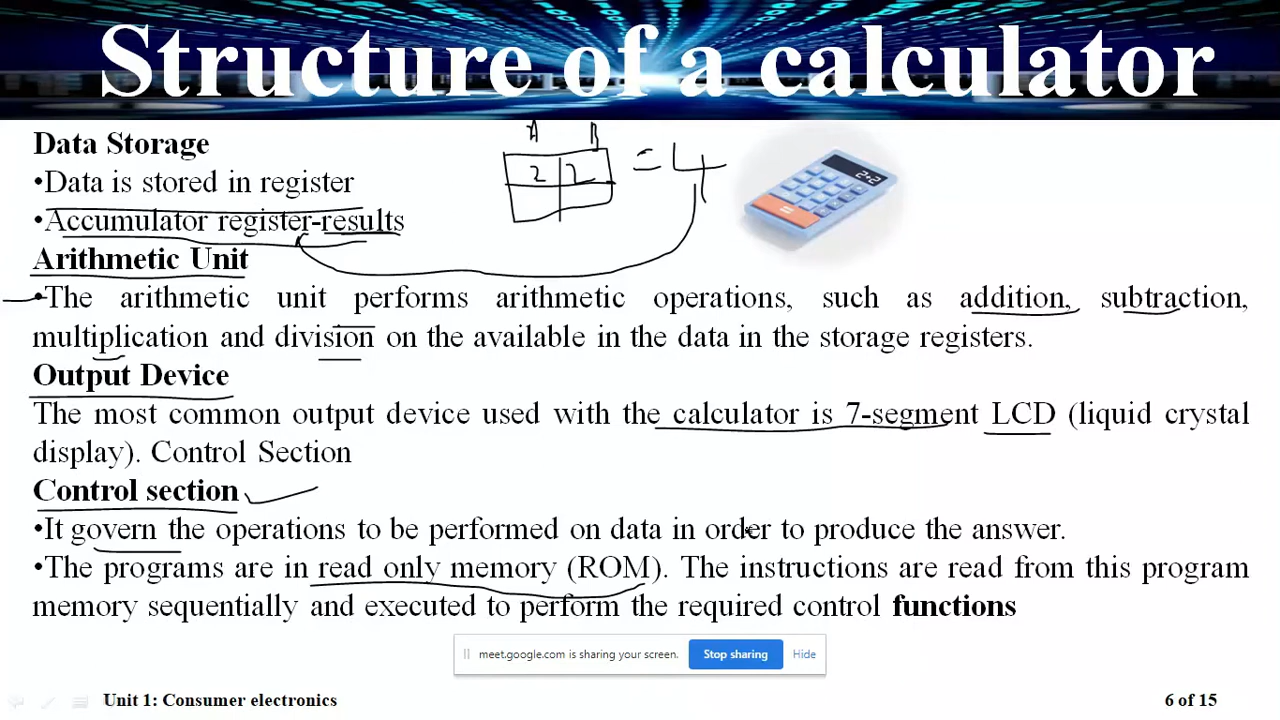 Structure of a calculator
Data Storage
•Data is stored in register
•Accumulator register-results
A B
2 2 = 4
2+2
=
Arithmetic Unit
•The arithmetic unit performs arithmetic operations, such as addition, subtraction,
multiplication and division on the available in the data in the storage registers.
Output Device
The most common output device used with the calculator is 7-segment LCD (liquid crystal
display). Control Section
Control section
•It govern the operations to be performed on data in order to produce the answer.
•The programs are in read only memory (ROM). The instructions are read from this program
memory sequentially and executed to perform the required control functions
meet.google.com is sharing your screen. Stop sharing Hide
Unit 1: Consumer electronics 6 of 15